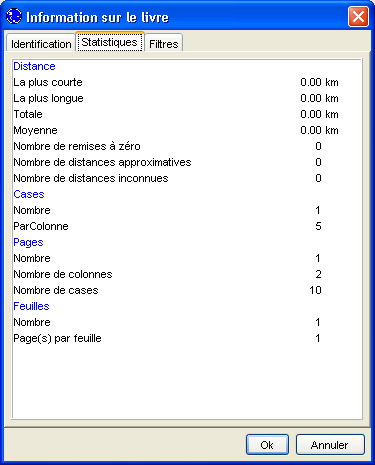 Information sur le livre
Identification Statistiques Filtres
Distance
La plus courte 0.00 km
La plus longue 0.00 km
Totale 0.00 km
Moyenne 0.00 km
Nombre de remises à zéro 0
Nombre de distances approximatives 0
Nombre de distances inconnues 0
Cases
Nombre 1
ParColonne 5
Pages
Nombre 1
Nombre de colonnes 2
Nombre de cases 10
Feuilles
Nombre 1
Page(s) par feuille 1
Ok Annuler